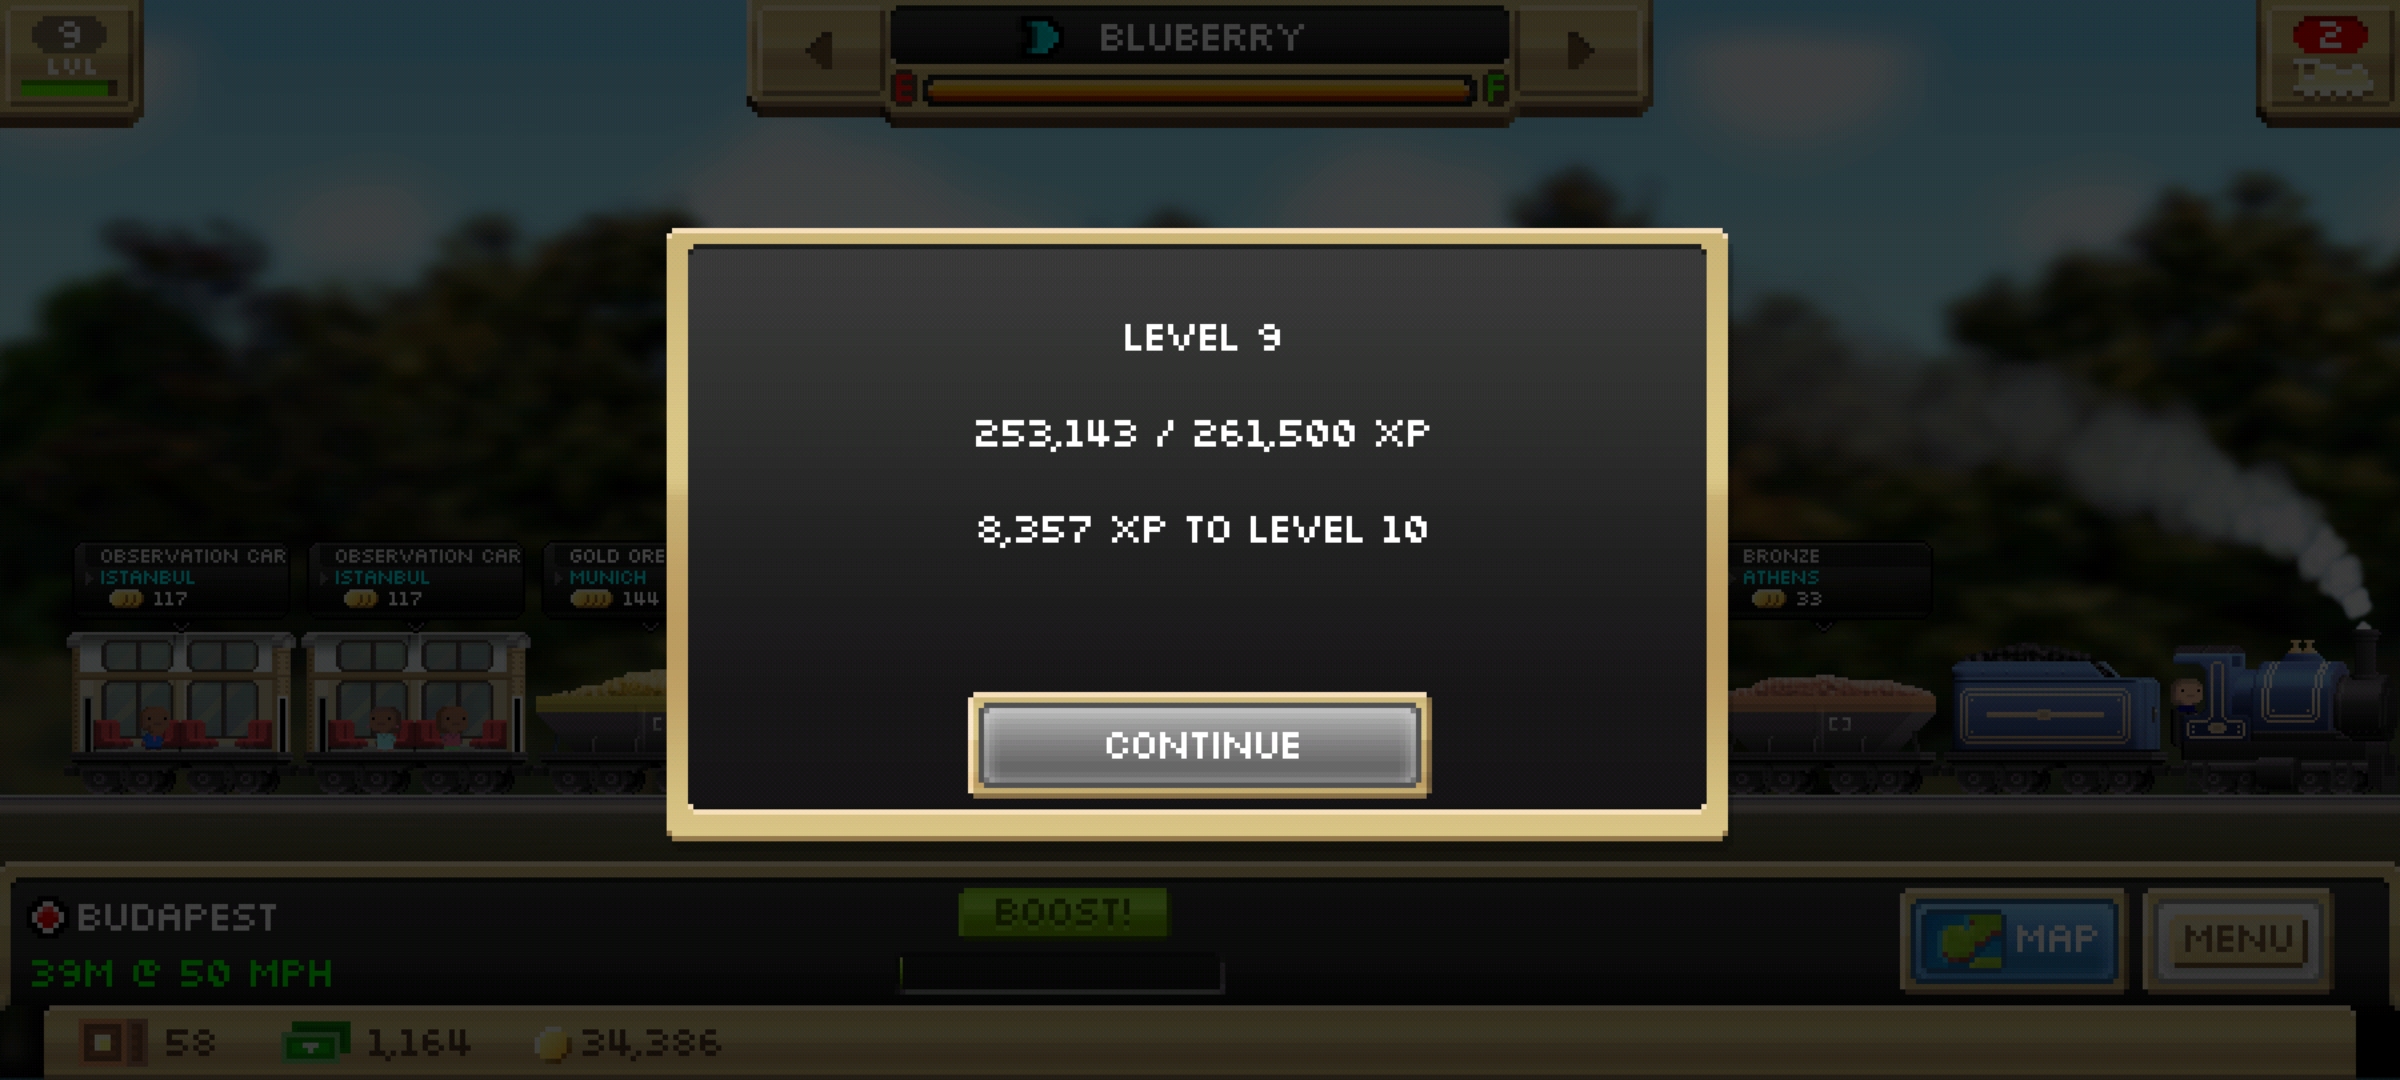 9
LVL
BLUBERRY
E F
2
LEVEL 9
253,143 / 261,500 XP
8,357 XP TO LEVEL 10
CONTINUE
OBSERVATION CAR
ISTANBUL
117
OBSERVATION CAR
ISTANBUL
117
GOLD ORE
MUNICH
144
BRONZE
ATHENS
33
BUDAPEST
39M @ 50 MPH
BOOST!
MAP
MENU
58 1,164 34,386